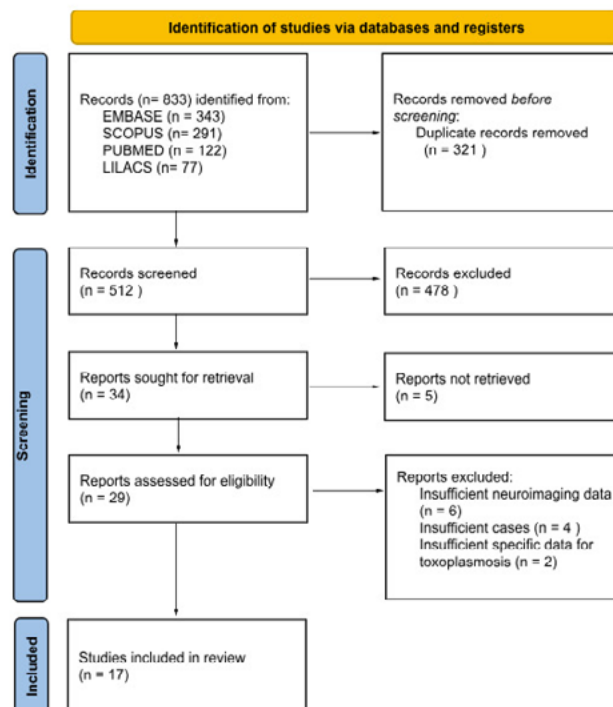 Identification of studies via databases and registers
Identification
Records (n= 833) identified from:
EMBASE (n = 343)
SCOPUS (n= 291)
PUBMED (n = 122)
LILACS (n= 77)
Records removed before
screening:
Duplicate records removed
(n = 321 )
Screening
Records screened
(n = 512 )
Records excluded
(n = 478 )
Reports sought for retrieval
(n = 34)
Reports not retrieved
(n = 5)
Reports assessed for eligibility
(n = 29)
Reports excluded:
Insufficient neuroimaging data
(n = 6)
Insufficient cases (n = 4 )
Insufficient specific data for
toxoplasmosis (n = 2)
Included
Studies included in review
(n = 17)